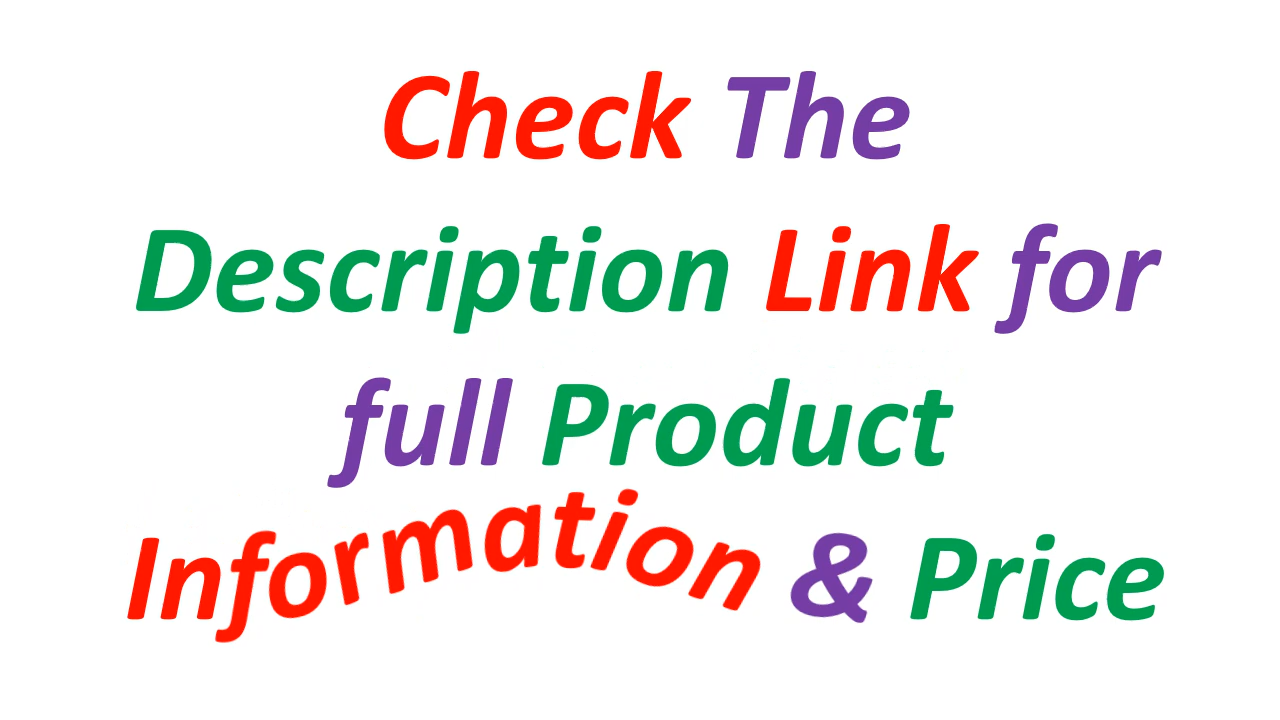 Check The
Description Link for
full Product
Information & Price